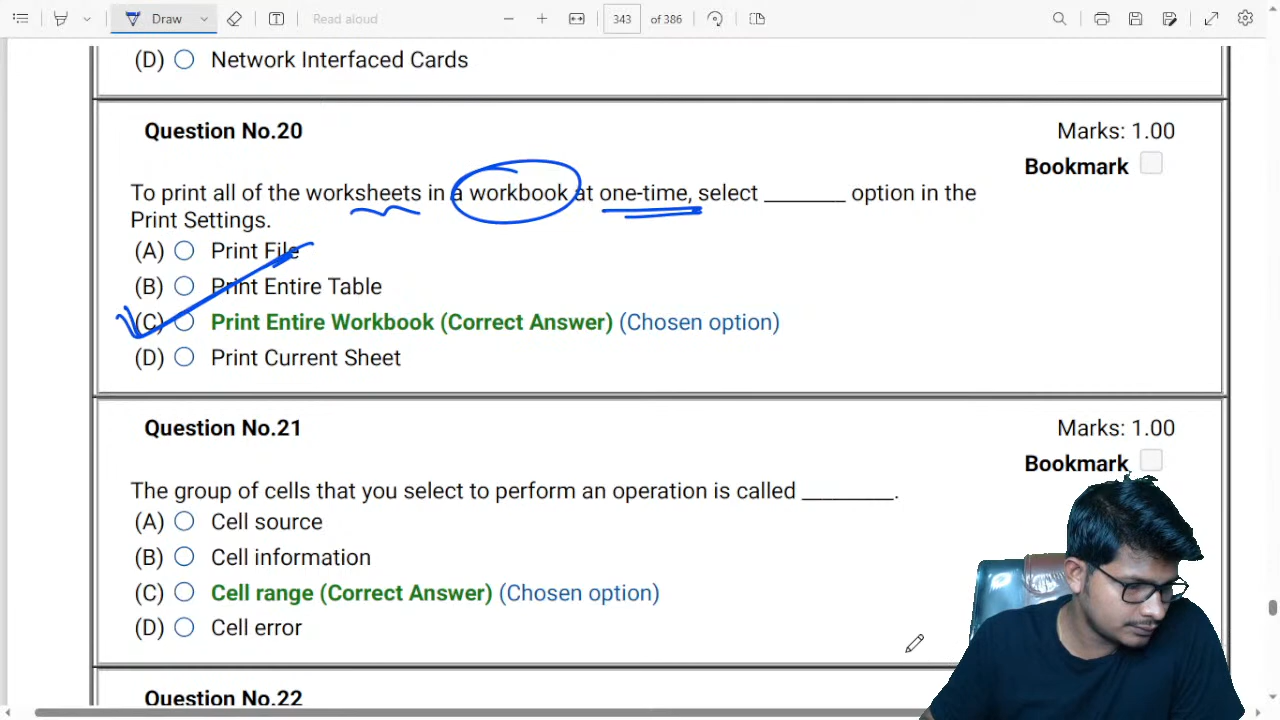 Draw
Read aloud
343 of 386
(D) Network Interfaced Cards
Question No.20
Marks: 1.00
Bookmark
To print all of the worksheets in a workbook at one-time, select _______ option in the
Print Settings.
(A) Print File
(B) Print Entire Table
(C) Print Entire Workbook (Correct Answer) (Chosen option)
(D) Print Current Sheet
Question No.21
Marks: 1.00
Bookmark
The group of cells that you select to perform an operation is called ________.
(A) Cell source
(B) Cell information
(C) Cell range (Correct Answer) (Chosen option)
(D) Cell error
Question No.22